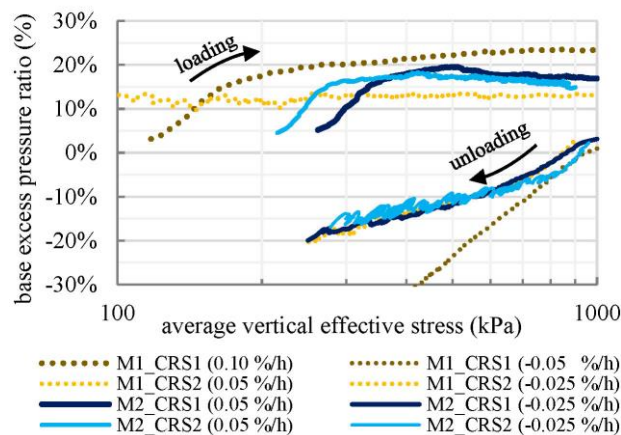 30%
20%
10%
0%
-10%
-20%
-30%
base excess pressure ratio (%)
loading
unloading
100 1000
average vertical effective stress (kPa)
M1_CRS1 (0.10 %/h) M1_CRS1 (-0.05 %/h)
M1_CRS2 (0.05 %/h) M1_CRS2 (-0.025 %/h)
M2_CRS1 (0.05 %/h) M2_CRS1 (-0.025 %/h)
M2_CRS2 (0.05 %/h) M2_CRS2 (-0.025 %/h)